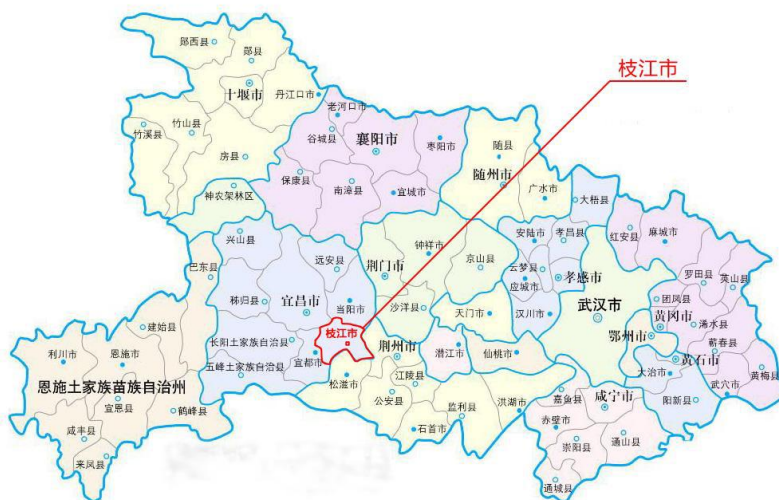 郧西县
郧县
十堰市
丹江口市
竹溪县
竹山县
房县
神农架林区
老河口市
谷城县
襄阳市
枣阳市
保康县
南漳县
宜城市
随县
随州市
广水市
大悟县
枝江市
兴山县
巴东县
远安县
秭归县
宜昌市
当阳市
枝江市
长阳土家族自治县
宜都市
五峰土家族自治县
荆门市
钟祥市
京山县
沙洋县
安陆市
孝昌县
云梦县
应城市
孝感市
汉川市
天门市
红安县
麻城市
罗田县
英山县
团风县
黄冈市
浠水县
蕲春县
武汉市
鄂州市
黄石市
大冶市
阳新县
武穴市
黄梅县
荆州市
潜江市
仙桃市
松滋市
江陵县
公安县
监利县
石首市
洪湖市
嘉鱼县
咸宁市
赤壁市
崇阳县
通山县
通城县
建始县
利川市
恩施市
恩施土家族苗族自治州
宣恩县
鹤峰县
咸丰县
来凤县